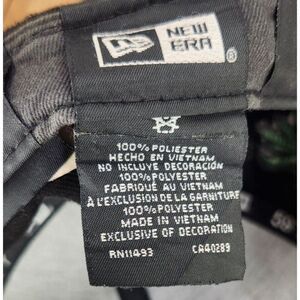 NEW
ERA
®
100% POLIESTER
HECHO EN VIETNAM
NO INCLUYE DECORACIÓN
100% POLYESTER
FABRIQUÉ AU VIETNAM
À L'EXCLUSION DE LA GARNITURE
100% POLYESTER
MADE IN VIETNAM
EXCLUSIVE OF DECORATION
RN11493 CA40289
59